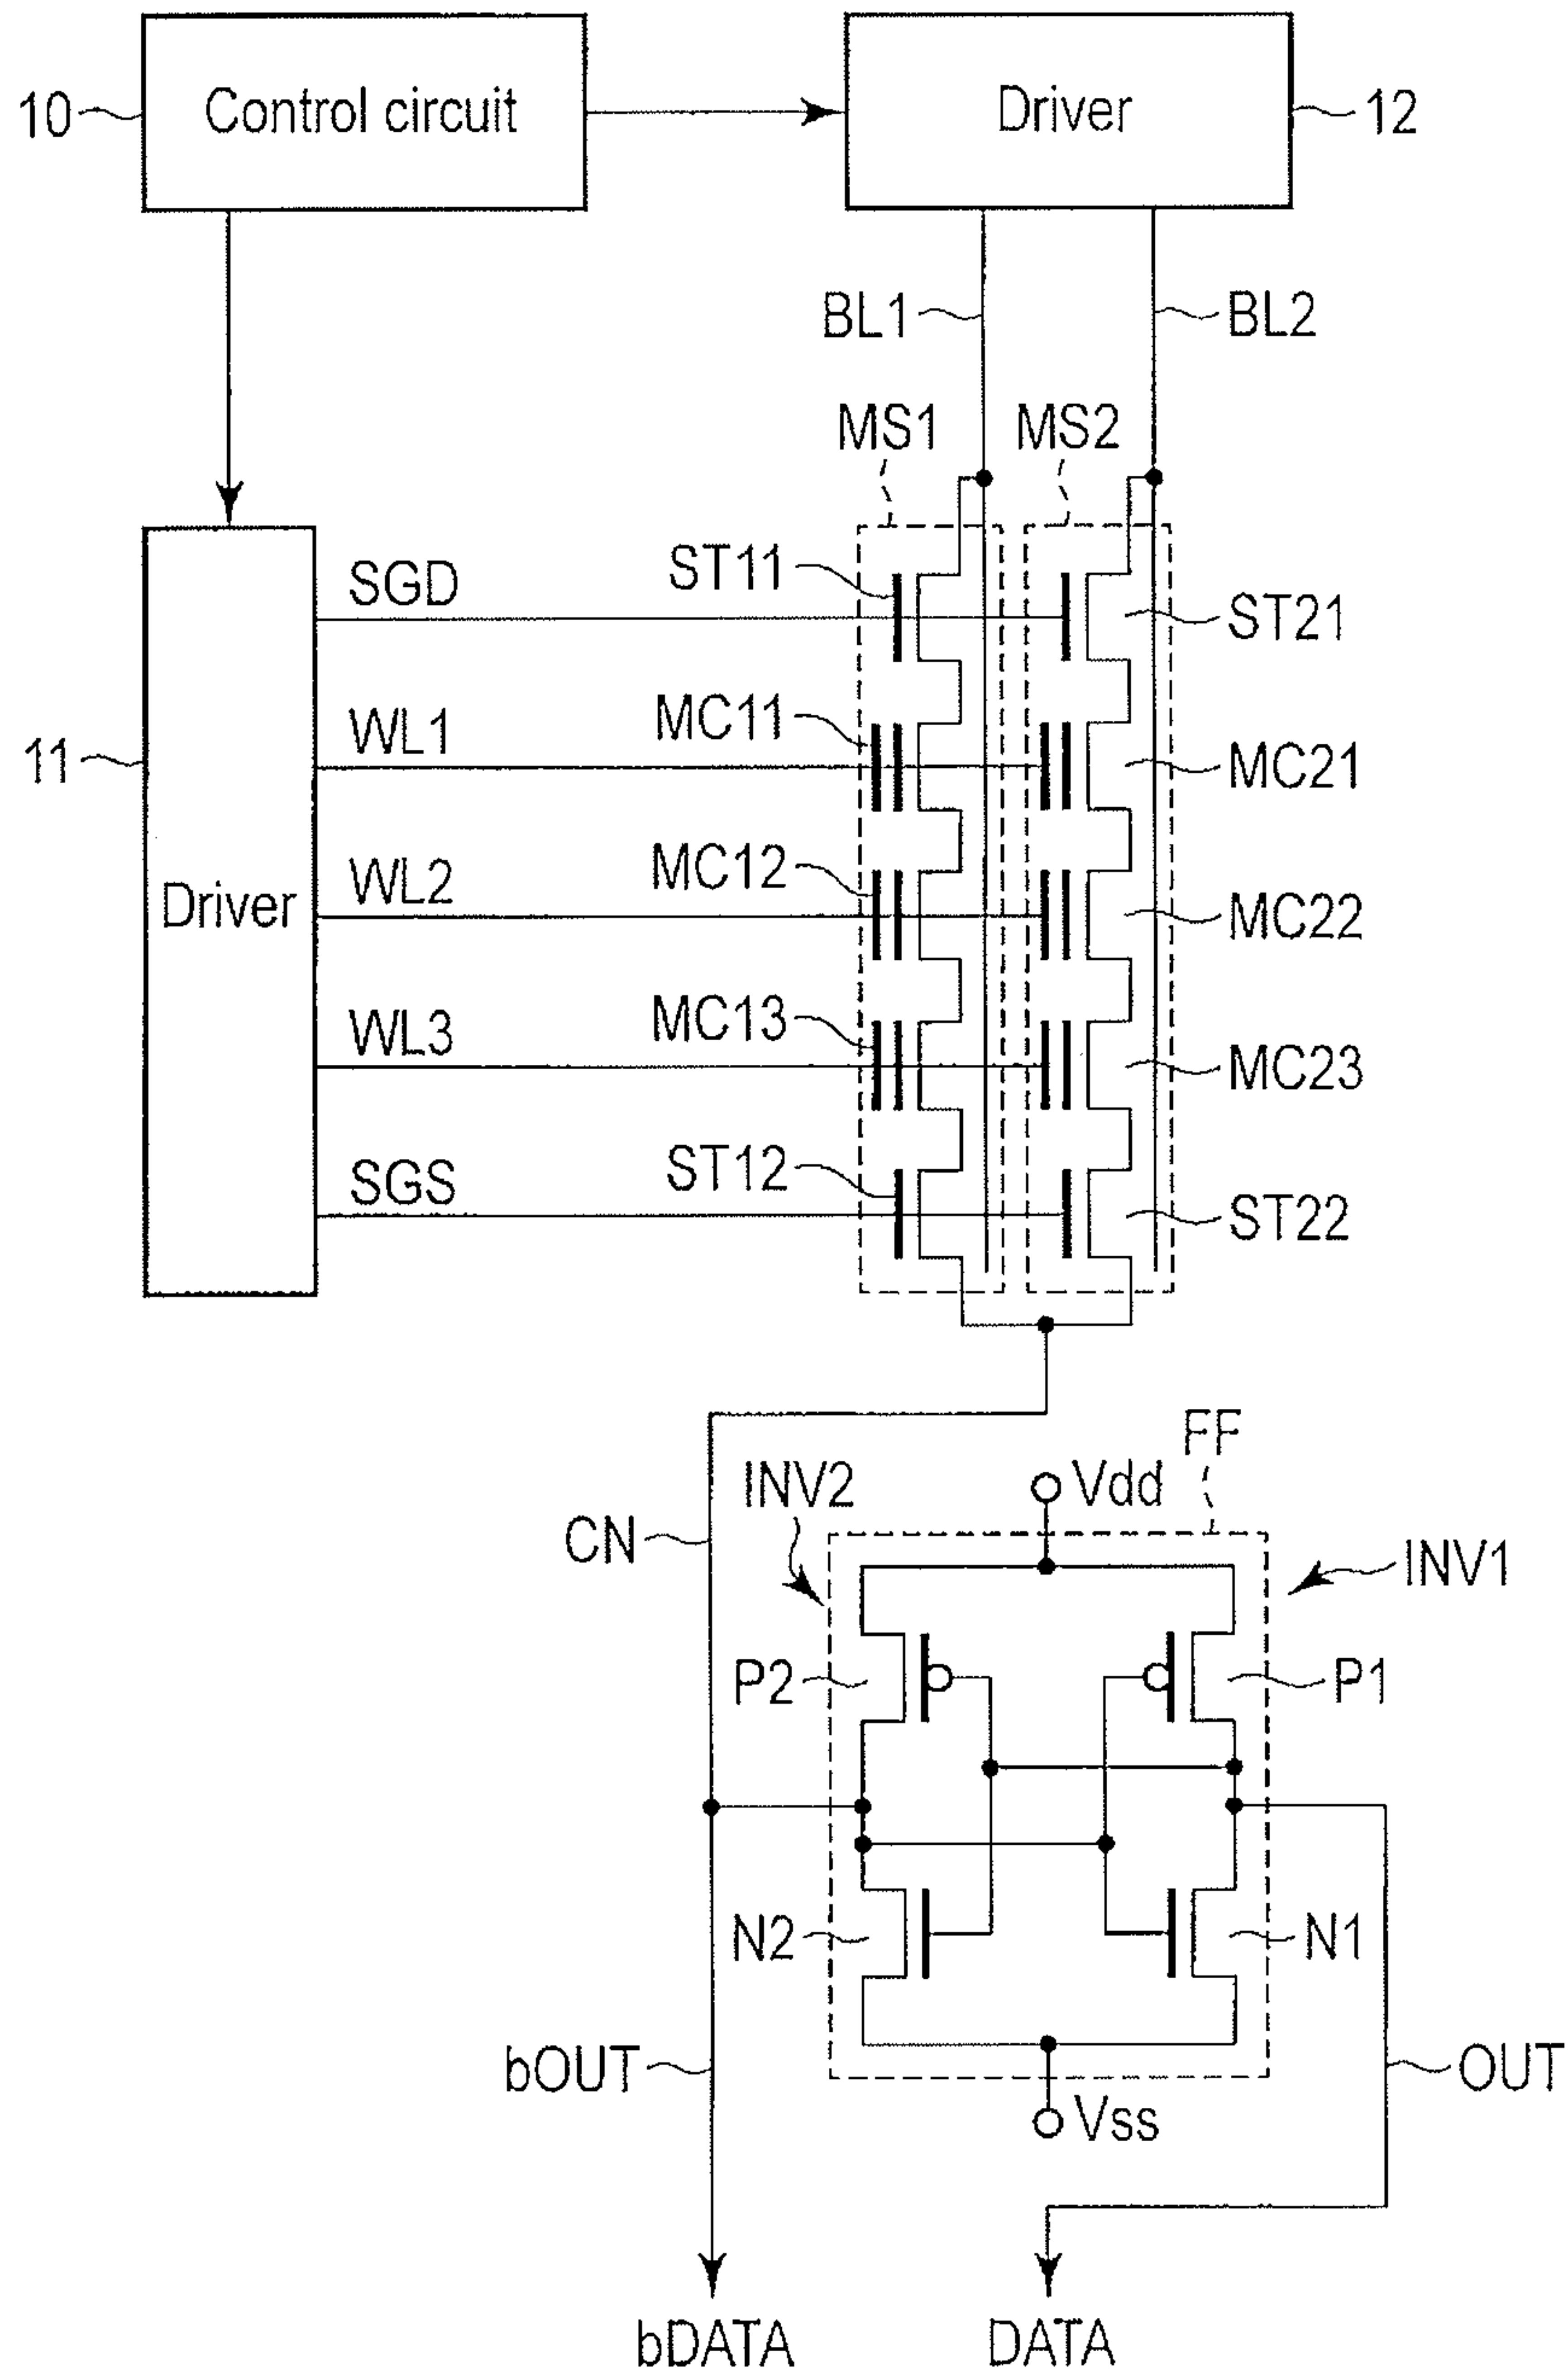 10
Control circuit
Driver
12
BL1
BL2
MS1
MS2
SGD
ST11
ST21
WL1
MC11
MC21
11
Driver
WL2
MC12
MC22
WL3
MC13
MC23
SGS
ST12
ST22
FF
INV2
Vdd
CN
INV1
P2
P1
N2
N1
bOUT
OUT
Vss
bDATA
DATA